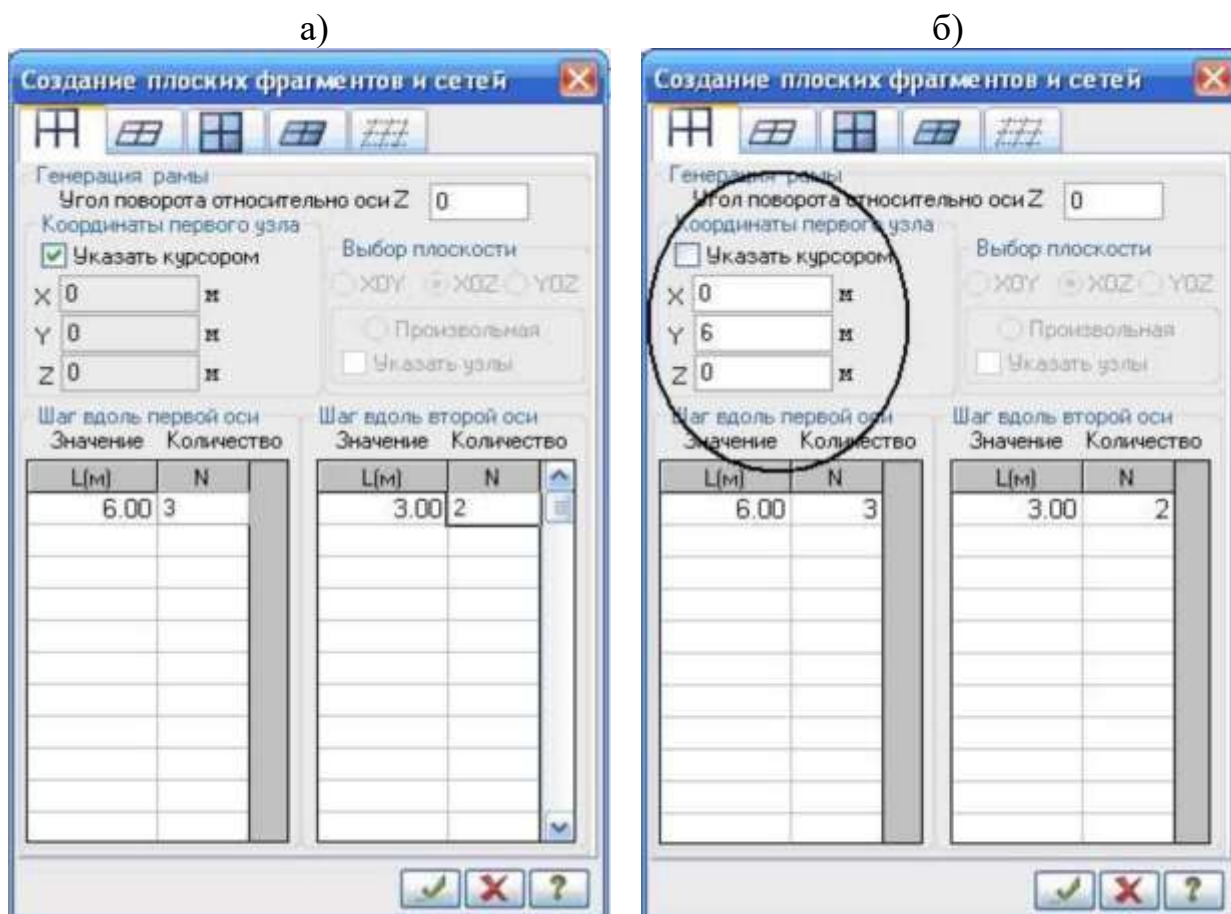 а) б)
Создание плоских фрагментов и сетей
Генерация рамы
Угол поворота относительно оси Z 0
Координаты первого узла
Указать курсором
X 0 м
Y 0 м
Z 0 м
Выбор плоскости
XOY XOZ YOZ
Произвольная
Указать узлы
Шаг вдоль первой оси Шаг вдоль второй оси
Значение Количество Значение Количество
L(м) N L(м) N
6.00 3 3.00 2
?
Создание плоских фрагментов и сетей
Генерация рамы
Угол поворота относительно оси Z 0
Координаты первого узла
Указать курсором
X 0 м
Y 6 м
Z 0 м
Выбор плоскости
XOY XOZ YOZ
Произвольная
Указать узлы
Шаг вдоль первой оси Шаг вдоль второй оси
Значение Количество Значение Количество
L(м) N L(м) N
6.00 3 3.00 2
?